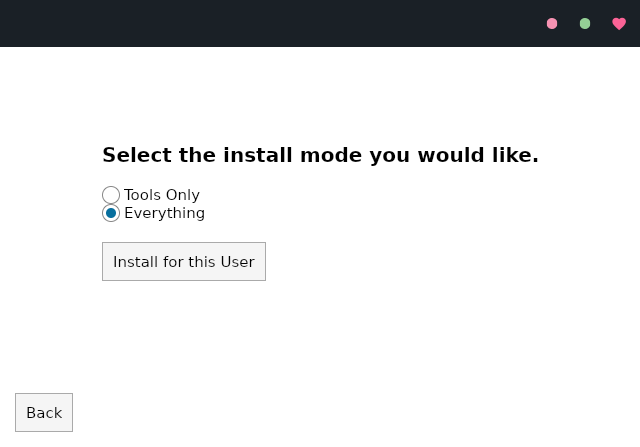 Select the install mode you would like.
Tools Only
Everything
Install for this User
Back